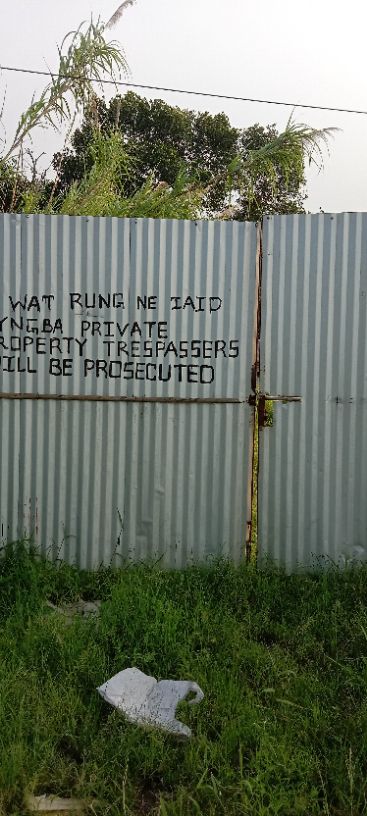 WAT RUNG NE IAID
YNGBA PRIVATE
ROPERTY TRESPASSERS
ILL BE PROSECUTED